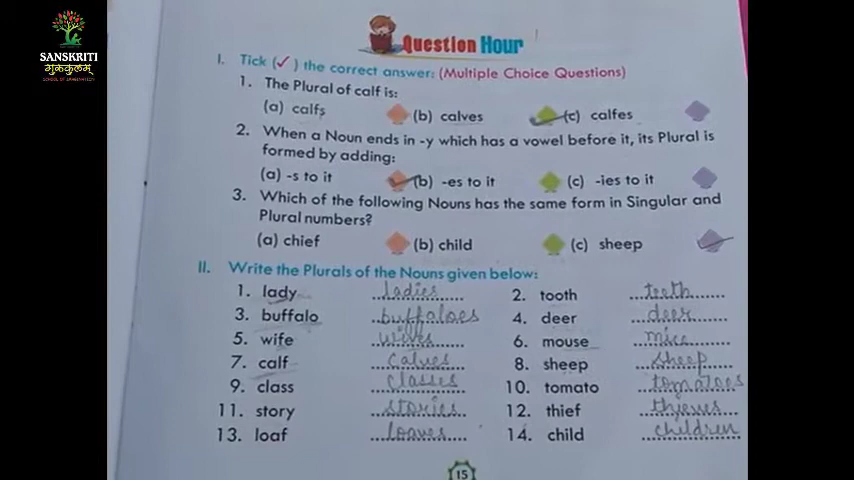 SANSKRITI
गुरुकुलम्
Question Hour
I. Tick (✓) the correct answer: (Multiple Choice Questions)
1. The Plural of calf is:
(a) calfs (b) calves (c) calfes
2. When a Noun ends in -y which has a vowel before it, its Plural is
formed by adding:
(a) -s to it (b) -es to it (c) -ies to it
3. Which of the following Nouns has the same form in Singular and
Plural numbers?
(a) chief (b) child (c) sheep
II. Write the Plurals of the Nouns given below:
1. lady ladies 2. tooth teeth
3. buffalo buffaloes 4. deer deer
5. wife wives 6. mouse mice
7. calf calves 8. sheep sheep
9. class classes 10. tomato tomatoes
11. story stories 12. thief thieves
13. loaf loaves 14. child children
15